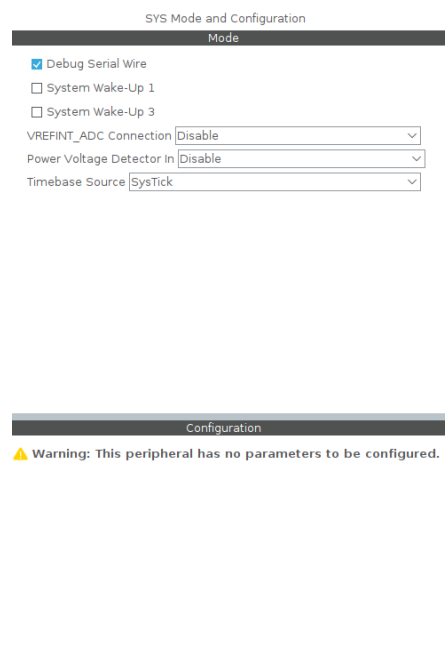 SYS Mode and Configuration
Mode
Debug Serial Wire
System Wake-Up 1
System Wake-Up 3
VREFINT_ADC Connection Disable
Power Voltage Detector In Disable
Timebase Source SysTick
Configuration
Warning: This peripheral has no parameters to be configured.